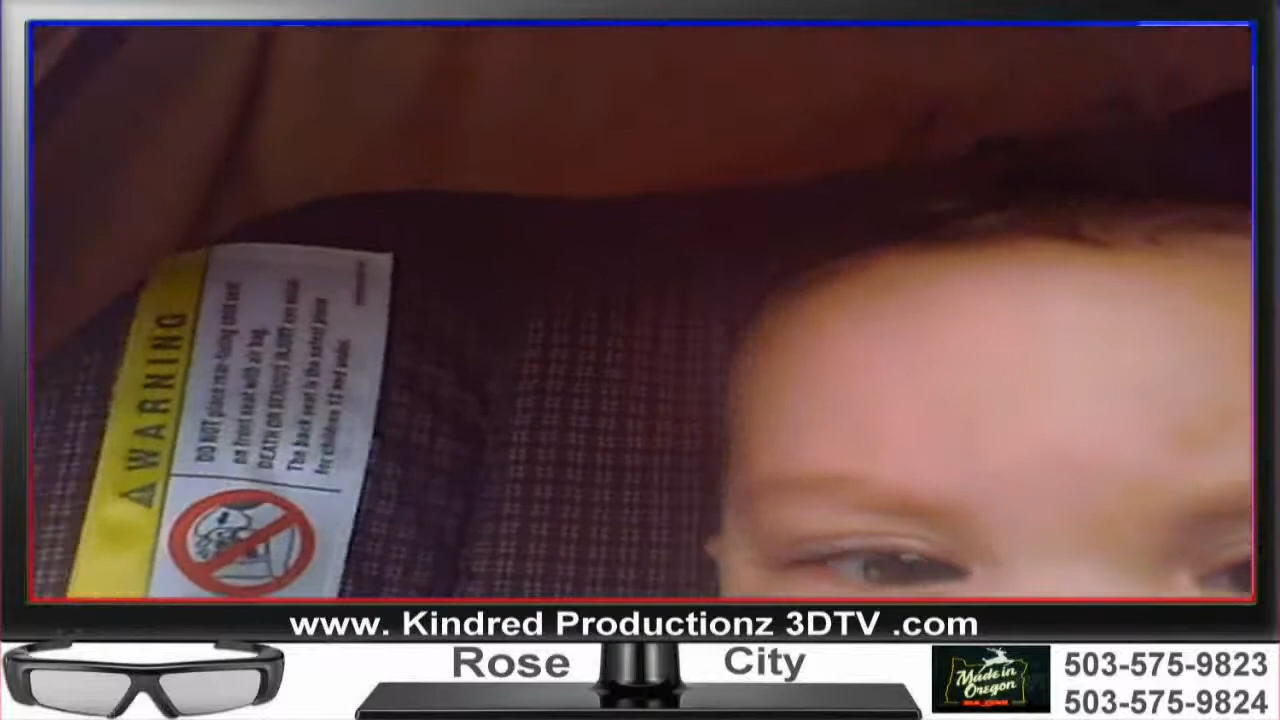 ⚠ WARNING
DO NOT place rear-facing child seat
on front seat with air bag.
DEATH OR SERIOUS INJURY can occur
The back seat is the safest place
for children 12 and under.
www. Kindred Productionz 3DTV .com
Rose City
Made in
Oregon
503-575-9823
503-575-9824